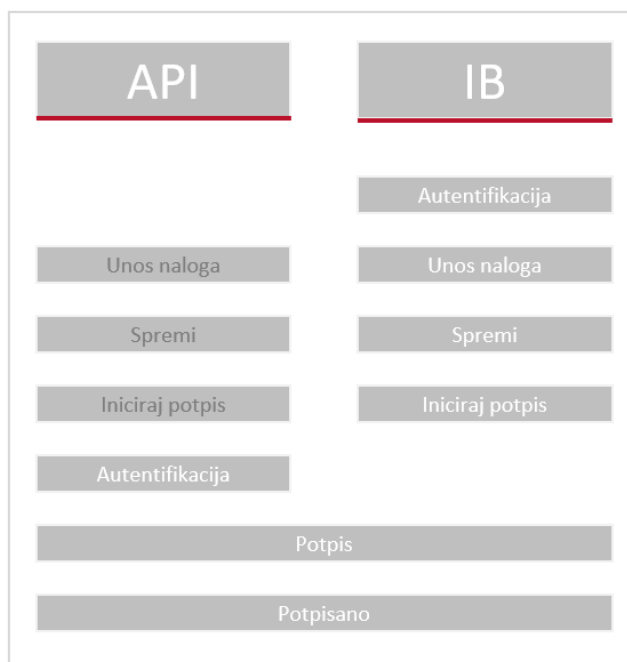 API
IB
Autentifikacija
Unos naloga
Unos naloga
Spremi
Spremi
Iniciraj potpis
Iniciraj potpis
Autentifikacija
Potpis
Potpisano